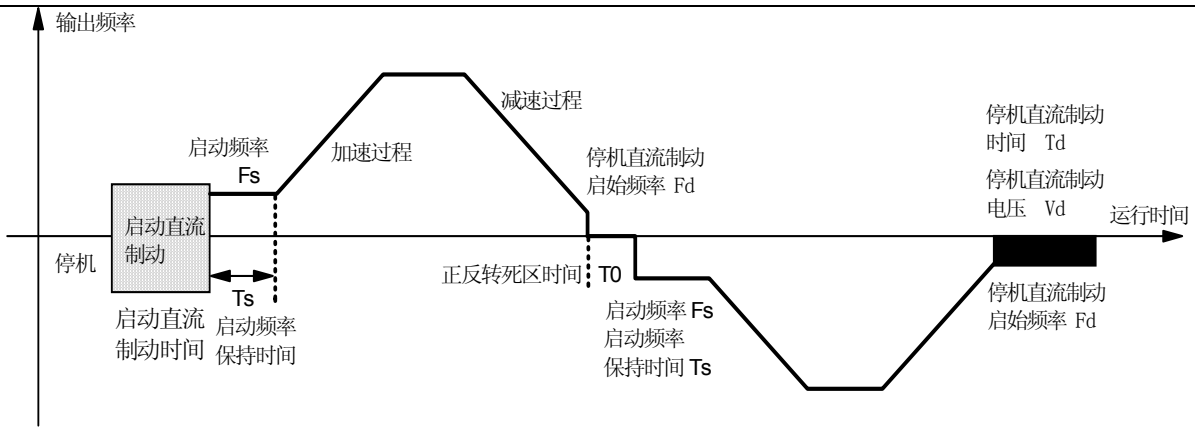 输出频率
减速过程
启动频率
Fs
加速过程
停机直流制动
启始频率 Fd
停机直流制动
时间 Td
停机直流制动
电压 Vd
运行时间
启动直流
制动
停机
Ts
正反转死区时间
T0
启动直流
制动时间
启动频率
保持时间
启动频率 Fs
启动频率
保持时间 Ts
停机直流制动
启始频率 Fd